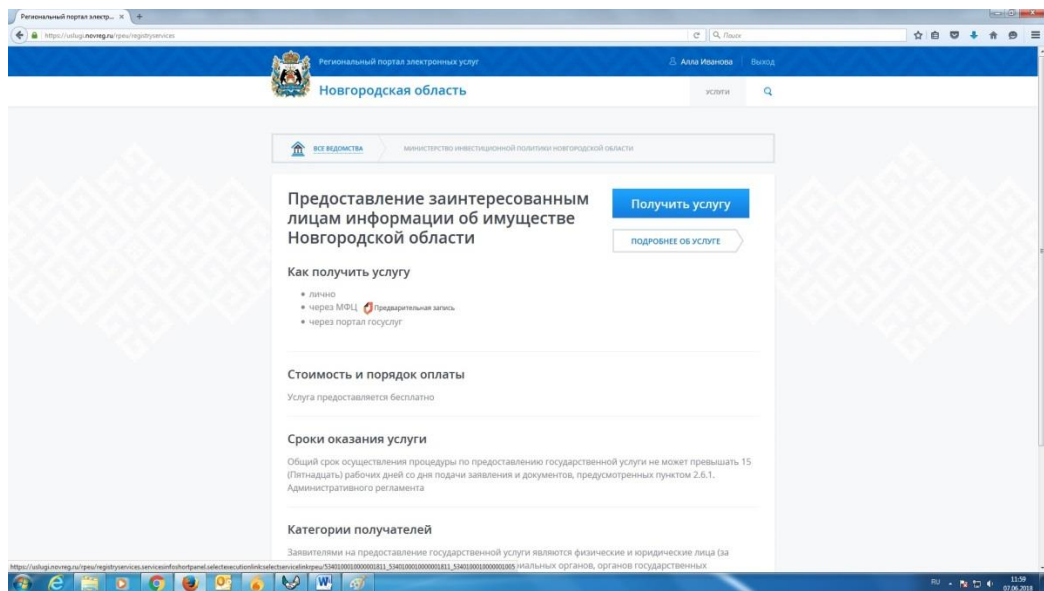 Региональный портал электр...
https://uslugi.novreg.ru/rpeu/registryservices
Поиск
Региональный портал электронных услуг
Алла Иванова
Выход
Новгородская область
УСЛУГИ
ВСЕ ВЕДОМСТВА
МИНИСТЕРСТВО ИНВЕСТИЦИОННОЙ ПОЛИТИКИ НОВГОРОДСКОЙ ОБЛАСТИ
Предоставление заинтересованным
лицам информации об имуществе
Новгородской области
Получить услугу
ПОДРОБНЕЕ ОБ УСЛУГЕ
Как получить услугу
лично
через МФЦ Предварительная запись
через портал госуслуг
Стоимость и порядок оплаты
Услуга предоставляется бесплатно
Сроки оказания услуги
Общий срок осуществления процедуры по предоставлению государственной услуги не может превышать 15
(Пятнадцать) рабочих дней со дня подачи заявления и документов, предусмотренных пунктом 2.6.1.
Административного регламента
Категории получателей
Заявителями на предоставление государственной услуги являются физические и юридические лица (за
иальных органов, органов государственных
RU
11:59
07.06.2018